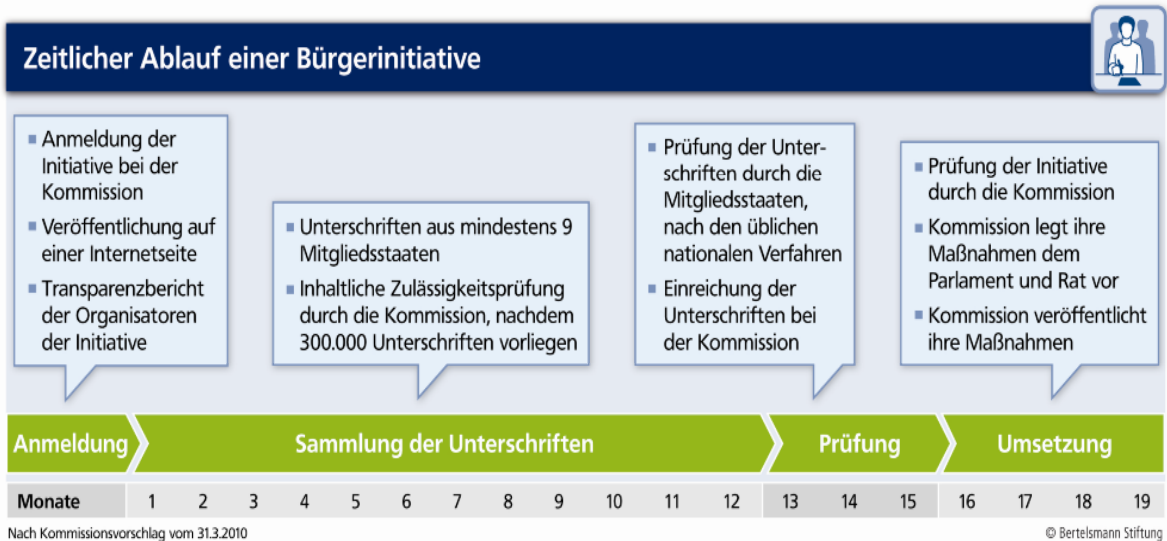 Zeitlicher Ablauf einer Bürgerinitiative
▪ Anmeldung der
Initiative bei der
Kommission
▪ Veröffentlichung auf
einer Internetseite
▪ Transparenzbericht
der Organisatoren
der Initiative
▪ Unterschriften aus mindestens 9
Mitgliedsstaaten
▪ Inhaltliche Zulässigkeitsprüfung
durch die Kommission, nachdem
300.000 Unterschriften vorliegen
▪ Prüfung der Unter-
schriften durch die
Mitgliedsstaaten,
nach den üblichen
nationalen Verfahren
▪ Einreichung der
Unterschriften bei
der Kommission
▪ Prüfung der Initiative
durch die Kommission
▪ Kommission legt ihre
Maßnahmen dem
Parlament und Rat vor
▪ Kommission veröffentlicht
ihre Maßnahmen
Anmeldung Sammlung der Unterschriften Prüfung Umsetzung
Monate 1 2 3 4 5 6 7 8 9 10 11 12 13 14 15 16 17 18 19
Nach Kommissionsvorschlag vom 31.3.2010 © Bertelsmann Stiftung